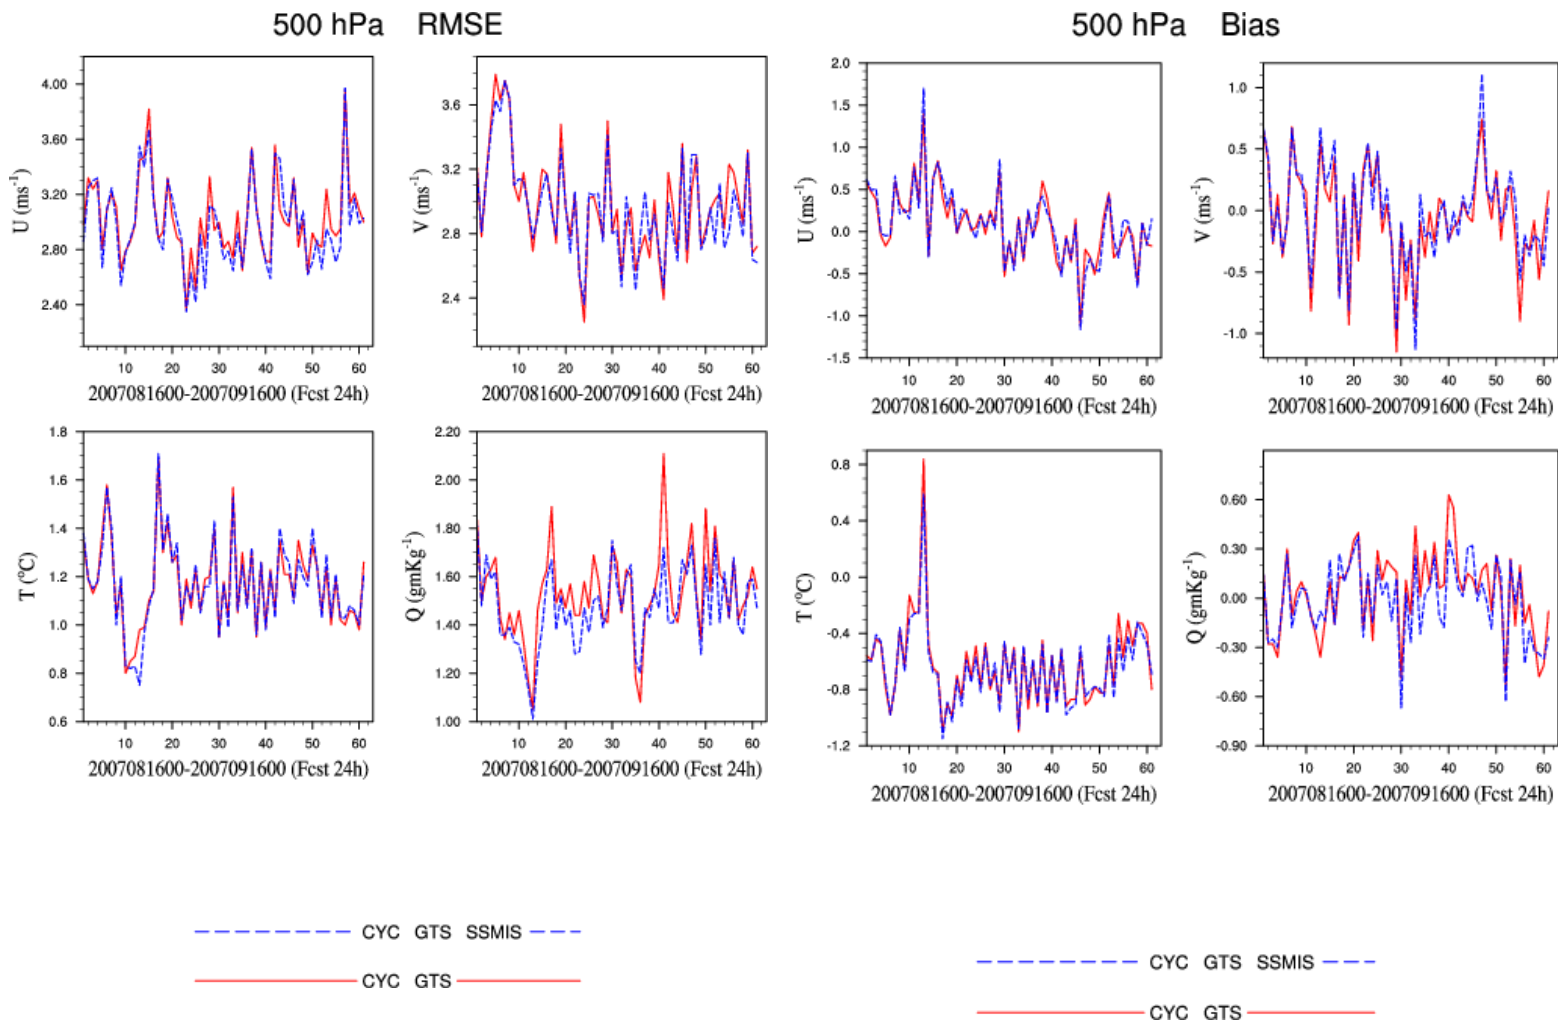 500 hPa RMSE
500 hPa Bias
4.00
3.60
3.20
2.80
2.40
U (ms-1)
10 20 30 40 50 60
2007081600-2007091600 (Fcst 24h)
3.6
3.2
2.8
2.4
V (ms-1)
10 20 30 40 50 60
2007081600-2007091600 (Fcst 24h)
2.0
1.5
1.0
0.5
0.0
-0.5
-1.0
-1.5
U (ms-1)
10 20 30 40 50 60
2007081600-2007091600 (Fcst 24h)
1.0
0.5
0.0
-0.5
-1.0
V (ms-1)
10 20 30 40 50 60
2007081600-2007091600 (Fcst 24h)
1.8
1.6
1.4
1.2
1.0
0.8
0.6
T (°C)
10 20 30 40 50 60
2007081600-2007091600 (Fcst 24h)
2.20
2.00
1.80
1.60
1.40
1.20
1.00
Q (gmKg-1)
10 20 30 40 50 60
2007081600-2007091600 (Fcst 24h)
0.8
0.4
0.0
-0.4
-0.8
-1.2
T (°C)
10 20 30 40 50 60
2007081600-2007091600 (Fcst 24h)
0.60
0.30
0.00
-0.30
-0.60
-0.90
Q (gmKg-1)
10 20 30 40 50 60
2007081600-2007091600 (Fcst 24h)
CYC GTS SSMIS
CYC GTS
CYC GTS SSMIS
CYC GTS